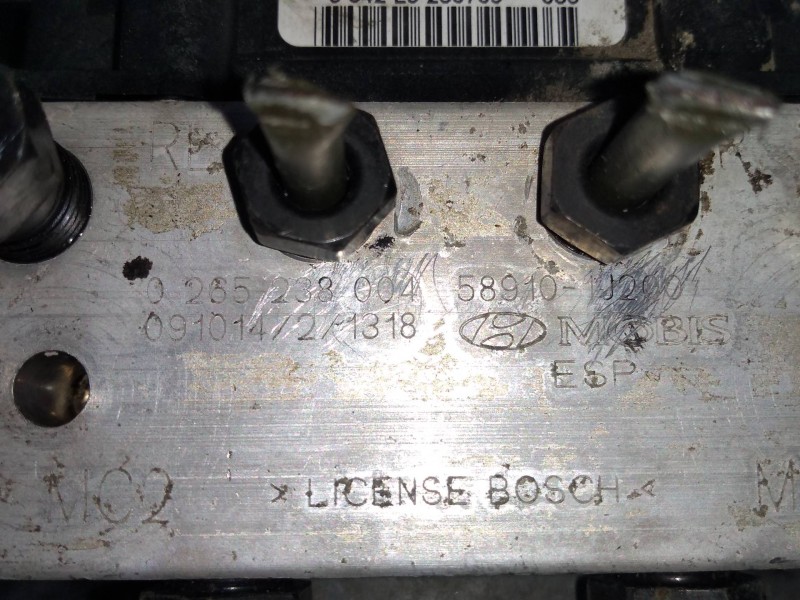 0 265 238 004 58910-1J200
091014/2/1318 MOBIS
ESP
MC2
LICENSE BOSCH